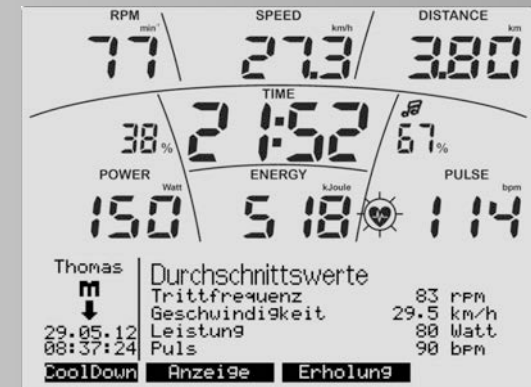 RPM SPEED DISTANCE
min⁻ km/h km
77 27.3 3.80
TIME
38% 21:52 67%
POWER ENERGY PULSE
Watt kJoule bpm
150 518 114
Thomas Durchschnittswerte
m Trittfrequenz 83 rpm
Geschwindigkeit 29.5 km/h
29.05.12 Leistung 80 Watt
08:37:24 Puls 90 bpm
CoolDown Anzeige Erholung